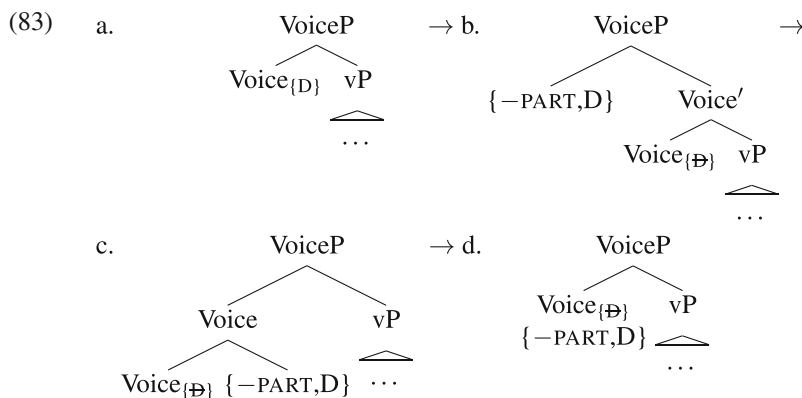 (83) a. VoiceP → b. VoiceP →
Voice{D} vP {−PART,D} Voice′
... Voice{D̶} vP
...
c. VoiceP → d. VoiceP
Voice vP Voice{D̶} vP
{−PART,D}
Voice{D̶} {−PART,D} ... ...